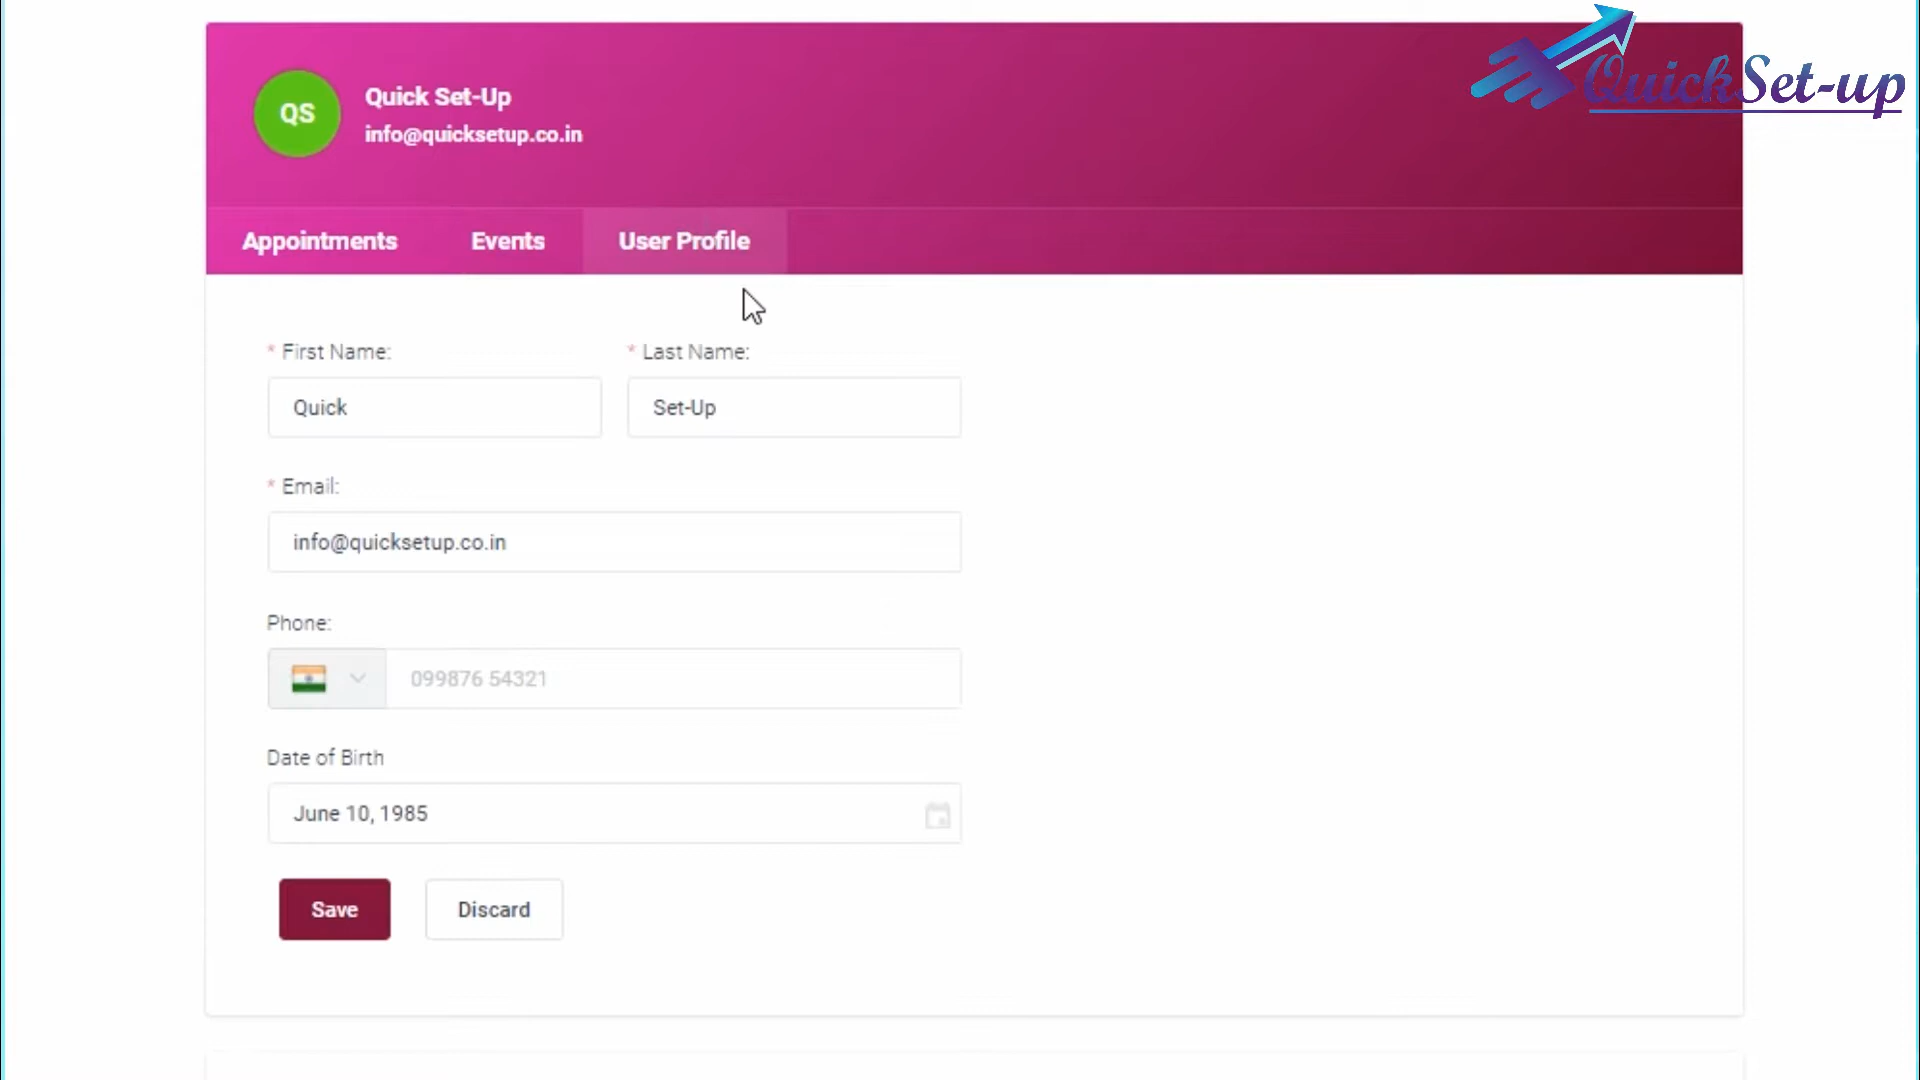 QuickSet-up
QS
Quick Set-Up
info@quicksetup.co.in
Appointments Events User Profile
* First Name: * Last Name:
Quick Set-Up
* Email:
info@quicksetup.co.in
Phone:
099876 54321
Date of Birth
June 10, 1985
Save Discard